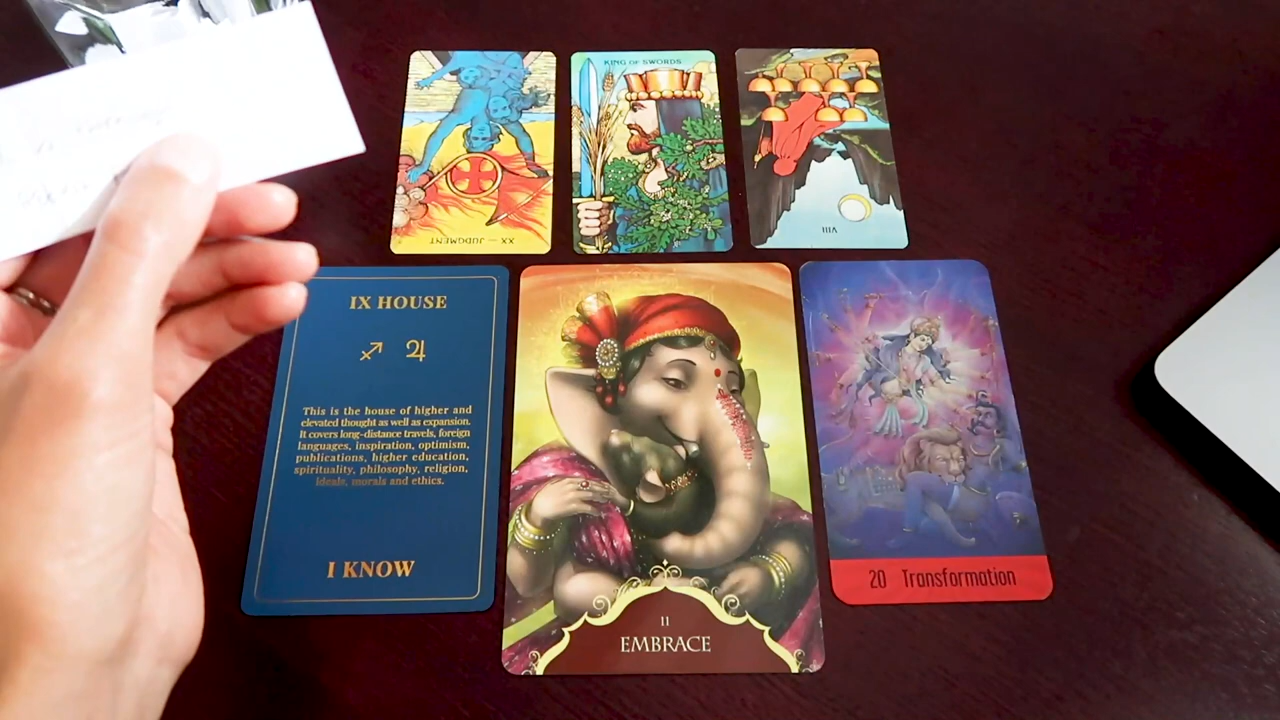 XX — JUDGMENT
KING OF SWORDS
VIII
IX HOUSE
♐ ♃
This is the house of higher and
elevated thought as well as expansion.
It covers long-distance travels, foreign
languages, inspiration, optimism,
publications, higher education,
spirituality, philosophy, religion,
ideals, morals and ethics.
I KNOW
II
EMBRACE
20 Transformation